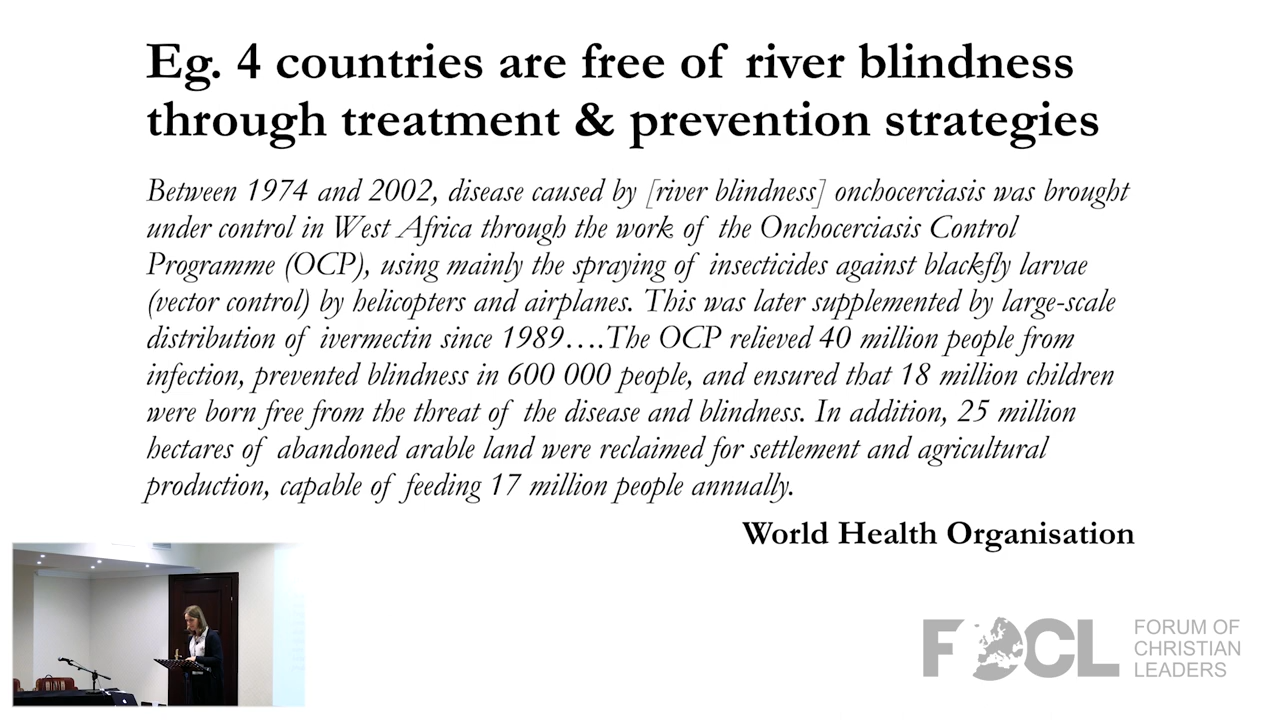 Eg. 4 countries are free of river blindness
through treatment & prevention strategies
Between 1974 and 2002, disease caused by [river blindness] onchocerciasis was brought
under control in West Africa through the work of the Onchocerciasis Control
Programme (OCP), using mainly the spraying of insecticides against blackfly larvae
(vector control) by helicopters and airplanes. This was later supplemented by large-scale
distribution of ivermectin since 1989….The OCP relieved 40 million people from
infection, prevented blindness in 600 000 people, and ensured that 18 million children
were born free from the threat of the disease and blindness. In addition, 25 million
hectares of abandoned arable land were reclaimed for settlement and agricultural
production, capable of feeding 17 million people annually.
World Health Organisation
FOCL
FORUM OF
CHRISTIAN
LEADERS